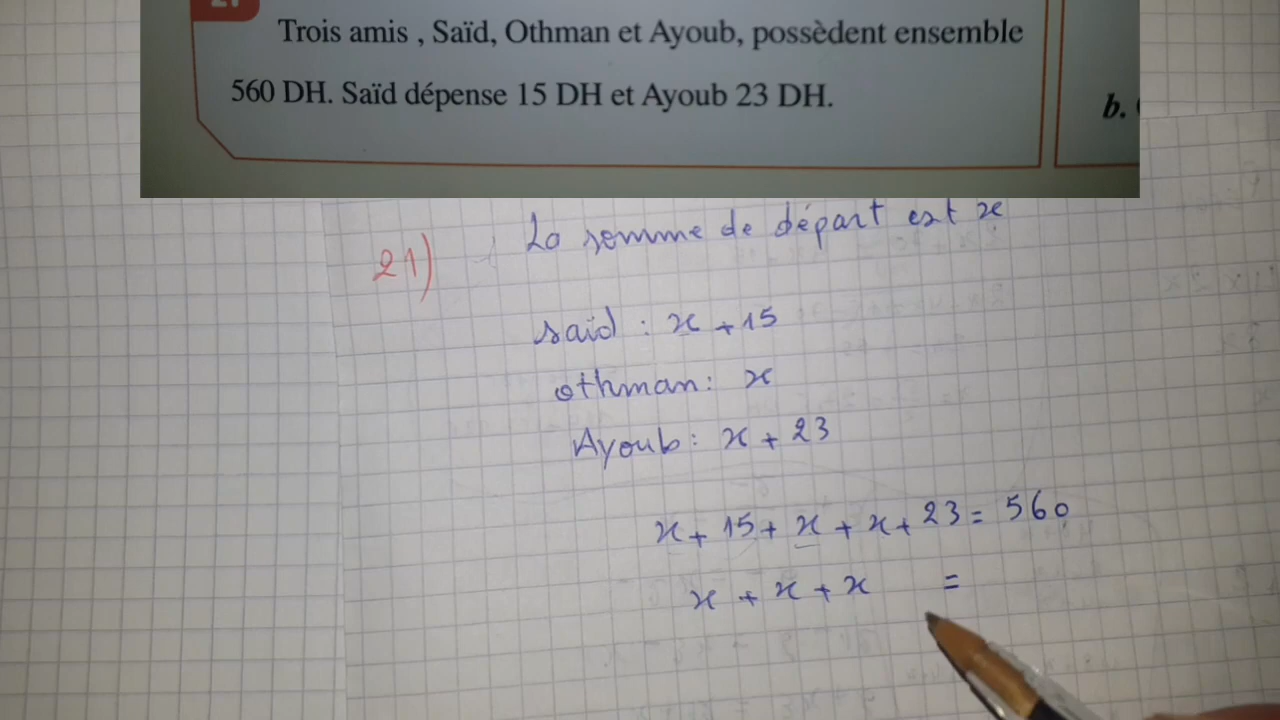 Trois amis , Saïd, Othman et Ayoub, possèdent ensemble
560 DH. Saïd dépense 15 DH et Ayoub 23 DH.
b.
21) La somme de départ est x
saïd : x + 15
othman : x
Ayoub : x + 23
x + 15 + x + x + 23 = 560
x + x + x =